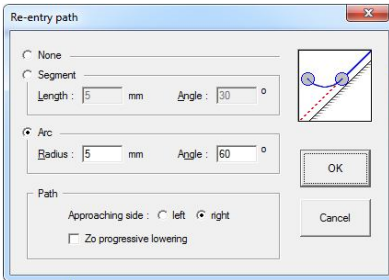 Re-entry path
None
Segment
Length : 5 mm Angle : 30 °
Arc
Radius : 5 mm Angle : 60 °
Path
Approaching side : left right
Zo progressive lowering
OK
Cancel